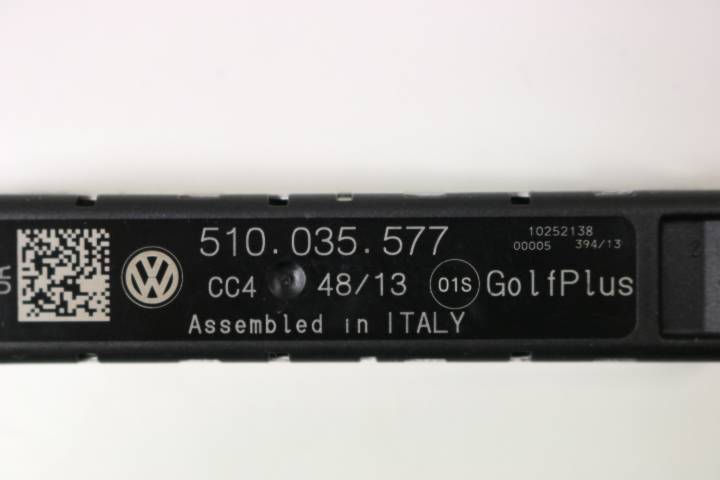 510.035.577
10252138
00005 394/13
CC4 48/13 01S GolfPlus
Assembled in ITALY